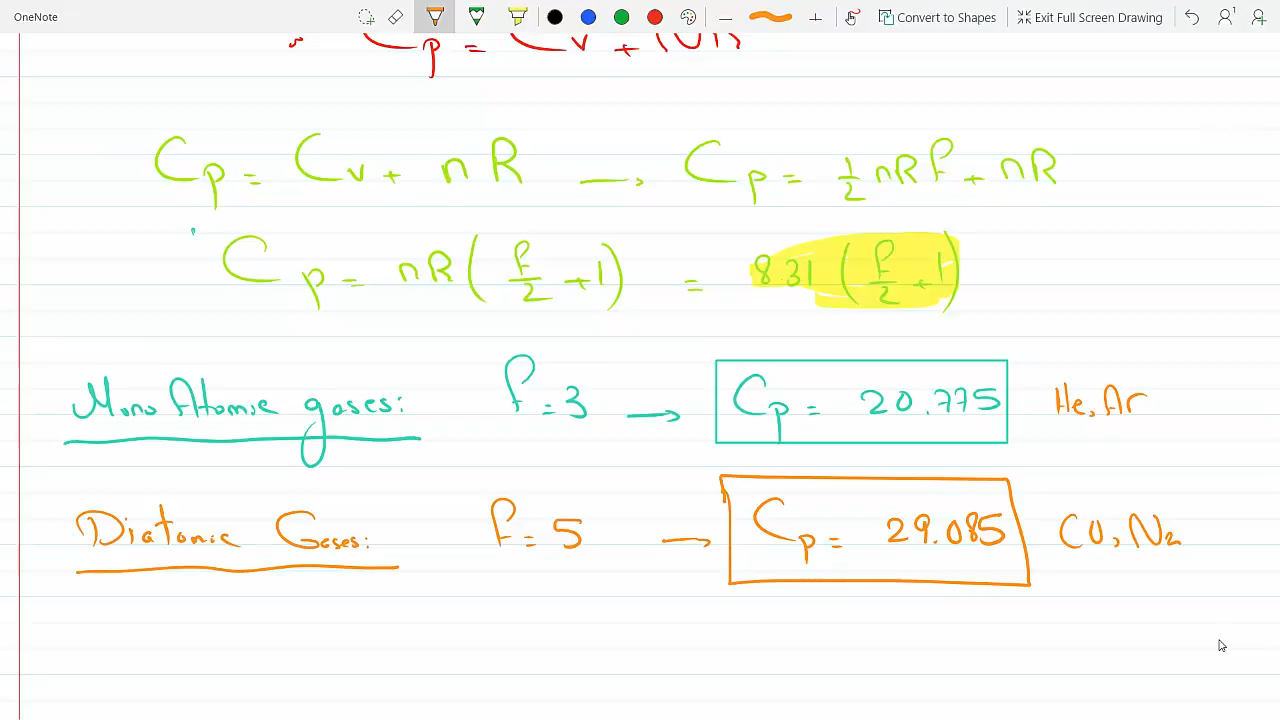 OneNote
Convert to Shapes Exit Full Screen Drawing
Cp = Cv +
Cp = Cv + nR → Cp = 1/2 nRf + nR
Cp = nR (f/2 + 1) = 8.31 (f/2 + 1)
Mono Atomic gases: f = 3 → Cp = 20.775 He, Ar
Diatomic Gases: f = 5 → Cp = 29.085 CO, N2